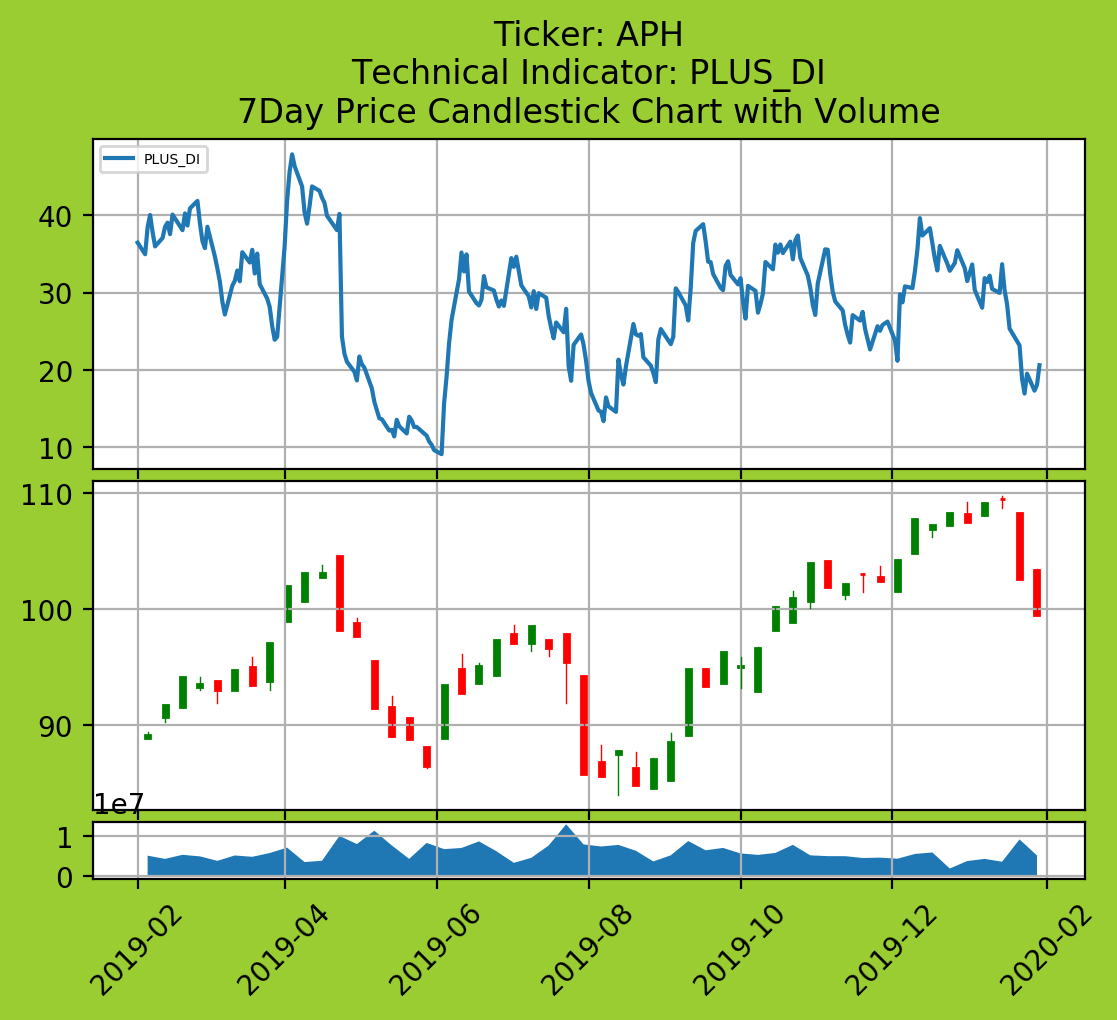 Ticker: APH
Technical Indicator: PLUS_DI
7Day Price Candlestick Chart with Volume
PLUS_DI
40
30
20
10
110
100
90
1e7
1
0
2019-02 2019-04 2019-06 2019-08 2019-10 2019-12 2020-02